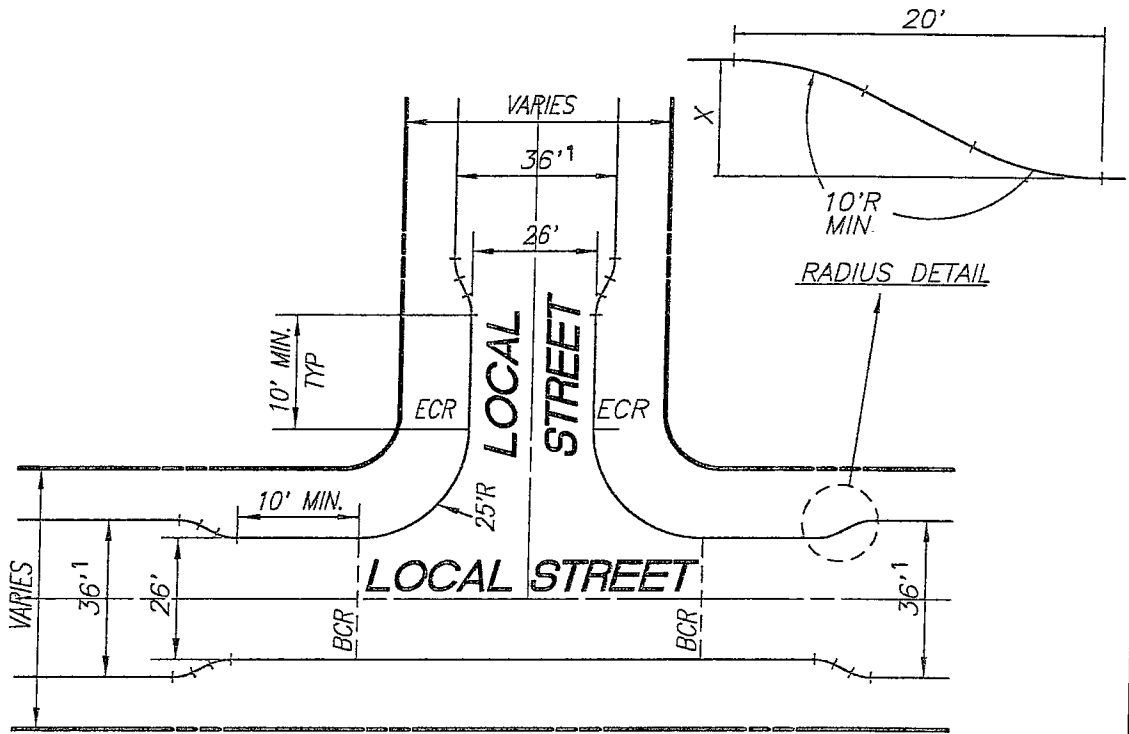 20'
VARIES
X
36'¹
10'R
MIN.
26'
RADIUS DETAIL
10' MIN.
TYP
LOCAL
STREET
ECR
ECR
10' MIN.
25'R
LOCAL STREET
VARIES
36'¹
26'
BCR
BCR
36'¹